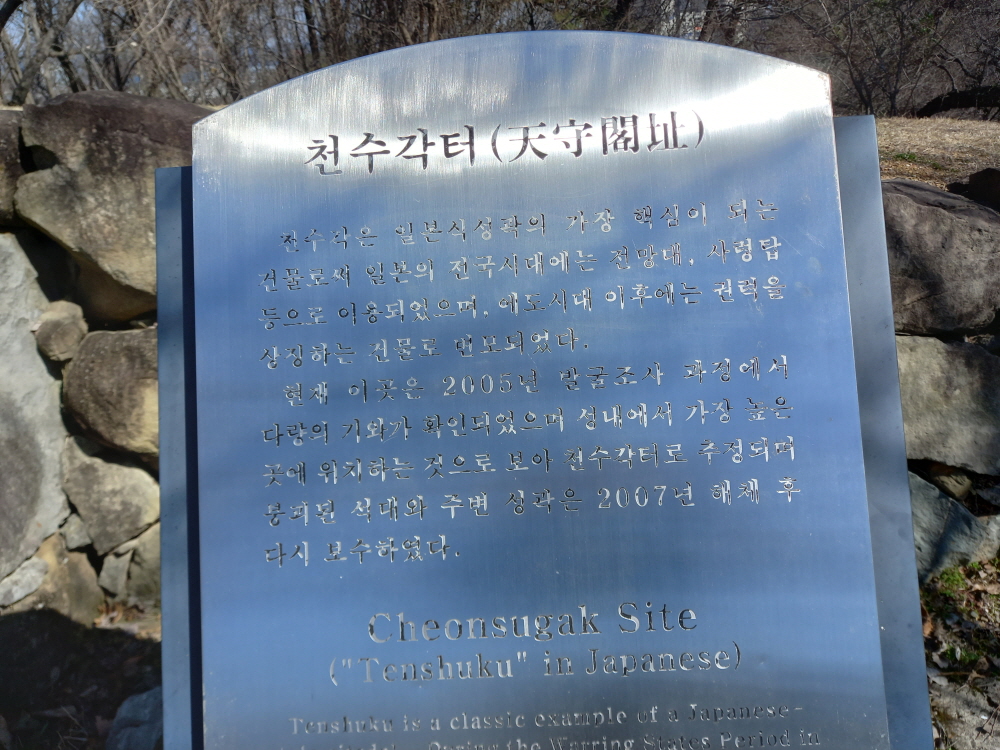 천수각터(天守閣址)
천수각은 일본식성곽의 가장 핵심이 되는
건물로써 일본의 전국시대에는 전망대, 사령탑
등으로 이용되었으며, 에도시대 이후에는 권력을
상징하는 건물로 변모되었다.
현재 이곳은 2005년 발굴조사 과정에서
다량의 기와가 확인되었으며 성내에서 가장 높은
곳에 위치하는 것으로 보아 천수각터로 추정되며
붕괴된 석대와 주변 성곽은 2007년 해체 후
다시 보수하였다.
Cheonsugak Site
("Tenshuku" in Japanese)
Tenshuku is a classic example of a Japanese-
the Warring States Period in